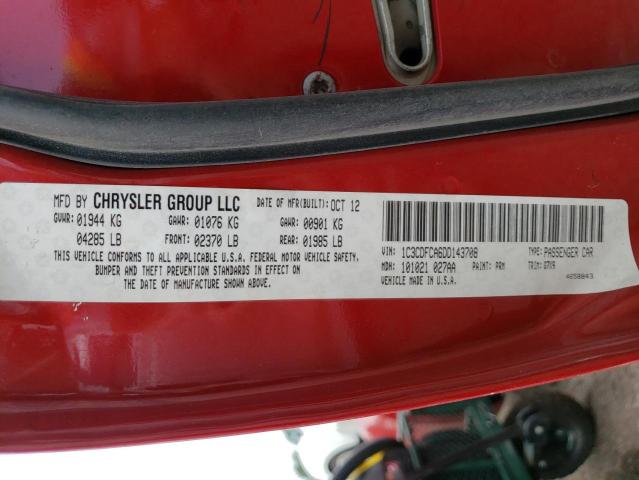 MFD BY CHRYSLER GROUP LLC DATE OF MFR(BUILT): OCT 12
GVWR: 01944 KG GAWR: 01076 KG GAWR: 00901 KG
04285 LB FRONT: 02370 LB REAR: 01985 LB
THIS VEHICLE CONFORMS TO ALL APPLICABLE U.S.A. FEDERAL MOTOR VEHICLE SAFETY,
BUMPER AND THEFT PREVENTION STANDARDS IN EFFECT ON
THE DATE OF MANUFACTURE SHOWN ABOVE.
VIN: 1C3CDFCA6DD143708 TYPE: PASSENGER CAR
MDH: 101021 027AA PAINT: PRM TRIM: B7X9
VEHICLE MADE IN U.S.A. 4658843